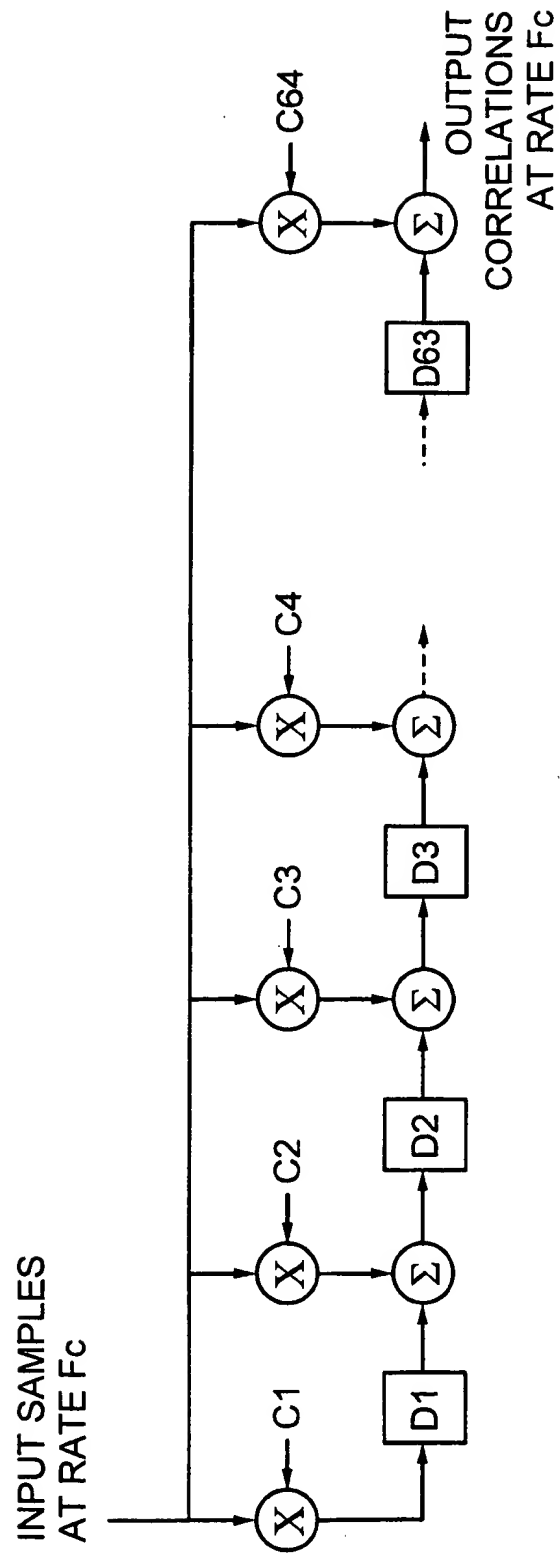 INPUT SAMPLES
AT RATE Fc
C1
C2
C3
C4
C64
X
X
X
X
X
D1
Σ
D2
Σ
D3
Σ
D63
Σ
OUTPUT
CORRELATIONS
AT RATE Fc